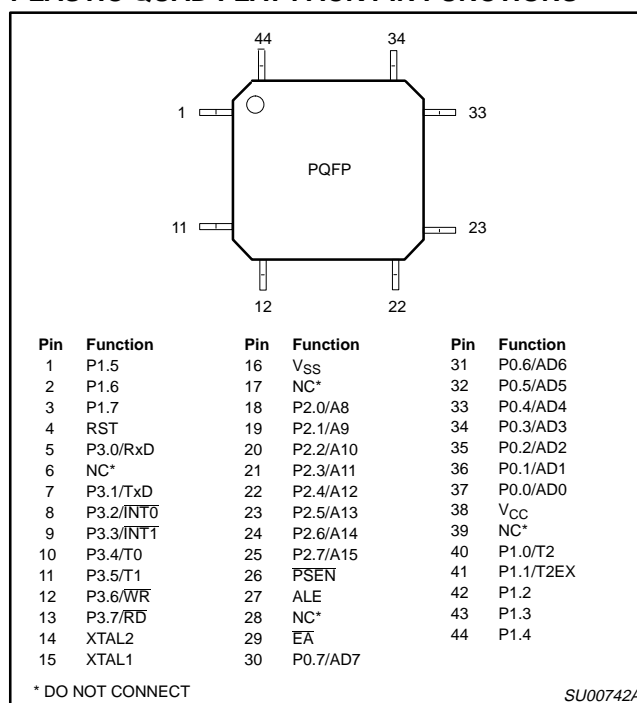 44 34
1 33
PQFP
11 23
12 22
Pin Function Pin Function Pin Function
1 P1.5 16 VSS 31 P0.6/AD6
2 P1.6 17 NC* 32 P0.5/AD5
3 P1.7 18 P2.0/A8 33 P0.4/AD4
4 RST 19 P2.1/A9 34 P0.3/AD3
5 P3.0/RxD 20 P2.2/A10 35 P0.2/AD2
6 NC* 21 P2.3/A11 36 P0.1/AD1
7 P3.1/TxD 22 P2.4/A12 37 P0.0/AD0
8 P3.2/INT0 23 P2.5/A13 38 VCC
9 P3.3/INT1 24 P2.6/A14 39 NC*
10 P3.4/T0 25 P2.7/A15 40 P1.0/T2
11 P3.5/T1 26 PSEN 41 P1.1/T2EX
12 P3.6/WR 27 ALE 42 P1.2
13 P3.7/RD 28 NC* 43 P1.3
14 XTAL2 29 EA 44 P1.4
15 XTAL1 30 P0.7/AD7
* DO NOT CONNECT
SU00742A